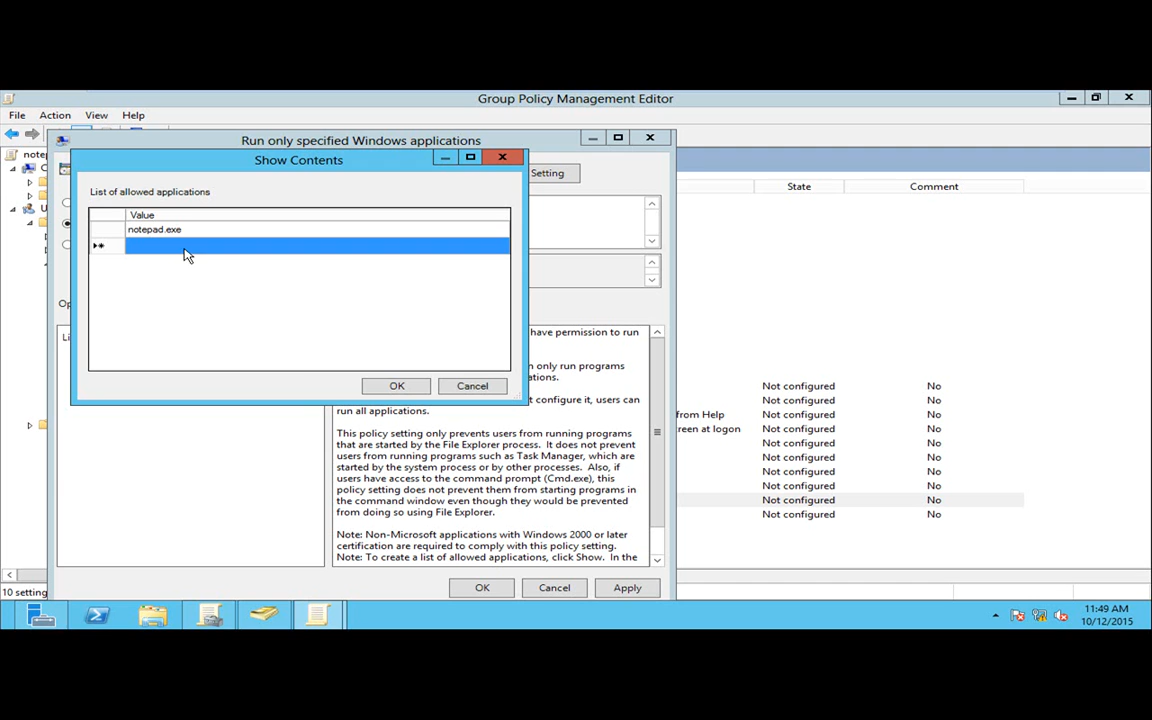 Group Policy Management Editor
File Action View Help
Run only specified Windows applications
Show Contents
Setting
List of allowed applications
Value
notepad.exe
OK Cancel
State Comment
have permission to run
only run programs
configure it, users can
run all applications.
This policy setting only prevents users from running programs
that are started by the File Explorer process. It does not prevent
users from running programs such as Task Manager, which are
started by the system process or by other processes. Also, if
users have access to the command prompt (Cmd.exe), this
policy setting does not prevent them from starting programs in
the command window even though they would be prevented
from doing so using File Explorer.
Note: Non-Microsoft applications with Windows 2000 or later
certification are required to comply with this policy setting.
Note: To create a list of allowed applications, click Show. In the
OK Cancel Apply
Not configured No
Not configured No
from Help Not configured No
at logon Not configured No
Not configured No
Not configured No
Not configured No
Not configured No
Not configured No
Not configured No
10 setting
11:49 AM
10/12/2015